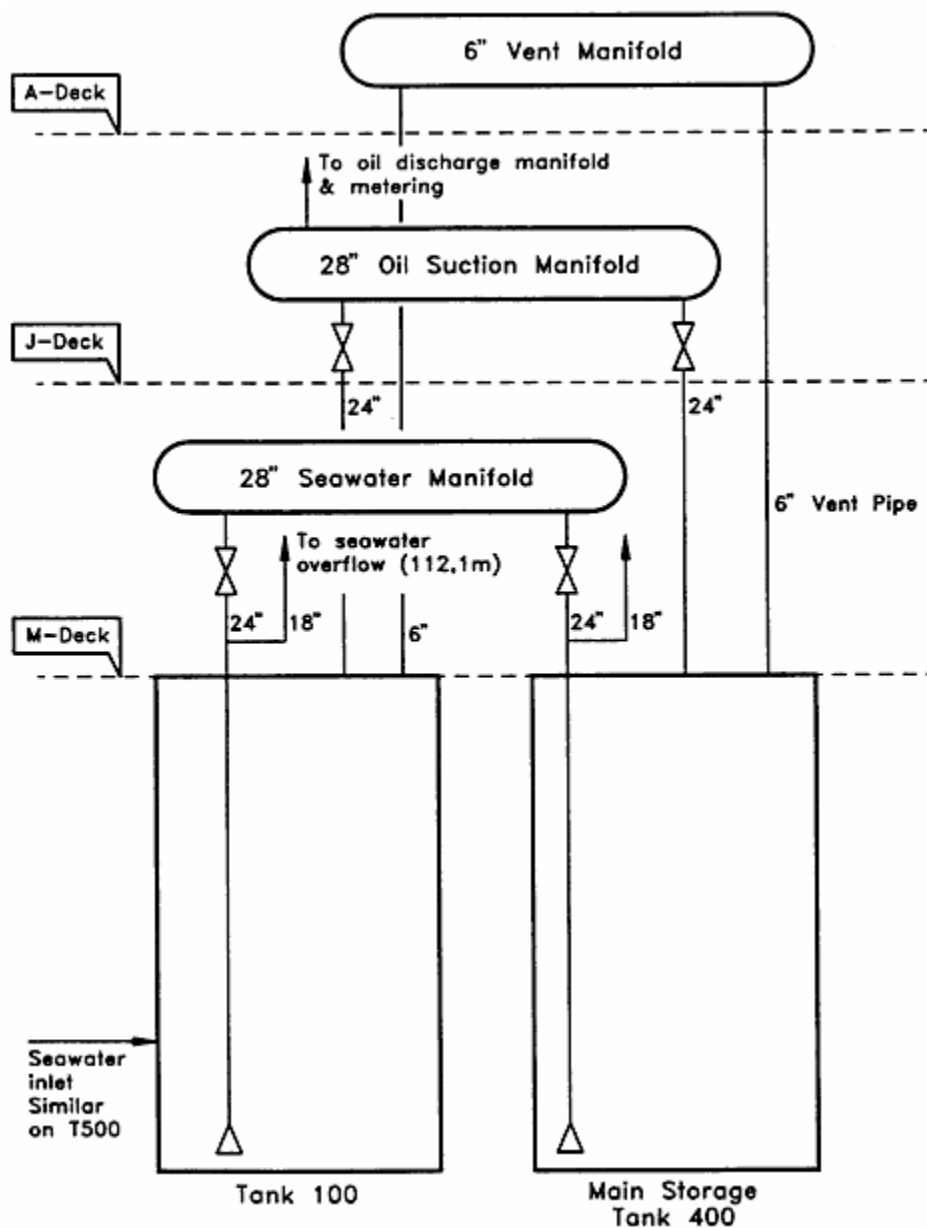 6" Vent Manifold
A-Deck
To oil discharge manifold
& metering
28" Oil Suction Manifold
J-Deck
24"
24"
28" Seawater Manifold
6" Vent Pipe
To seawater
overflow (112,1m)
24"
18"
6"
24"
18"
M-Deck
Seawater
inlet
Similar
on T500
Tank 100
Main Storage
Tank 400